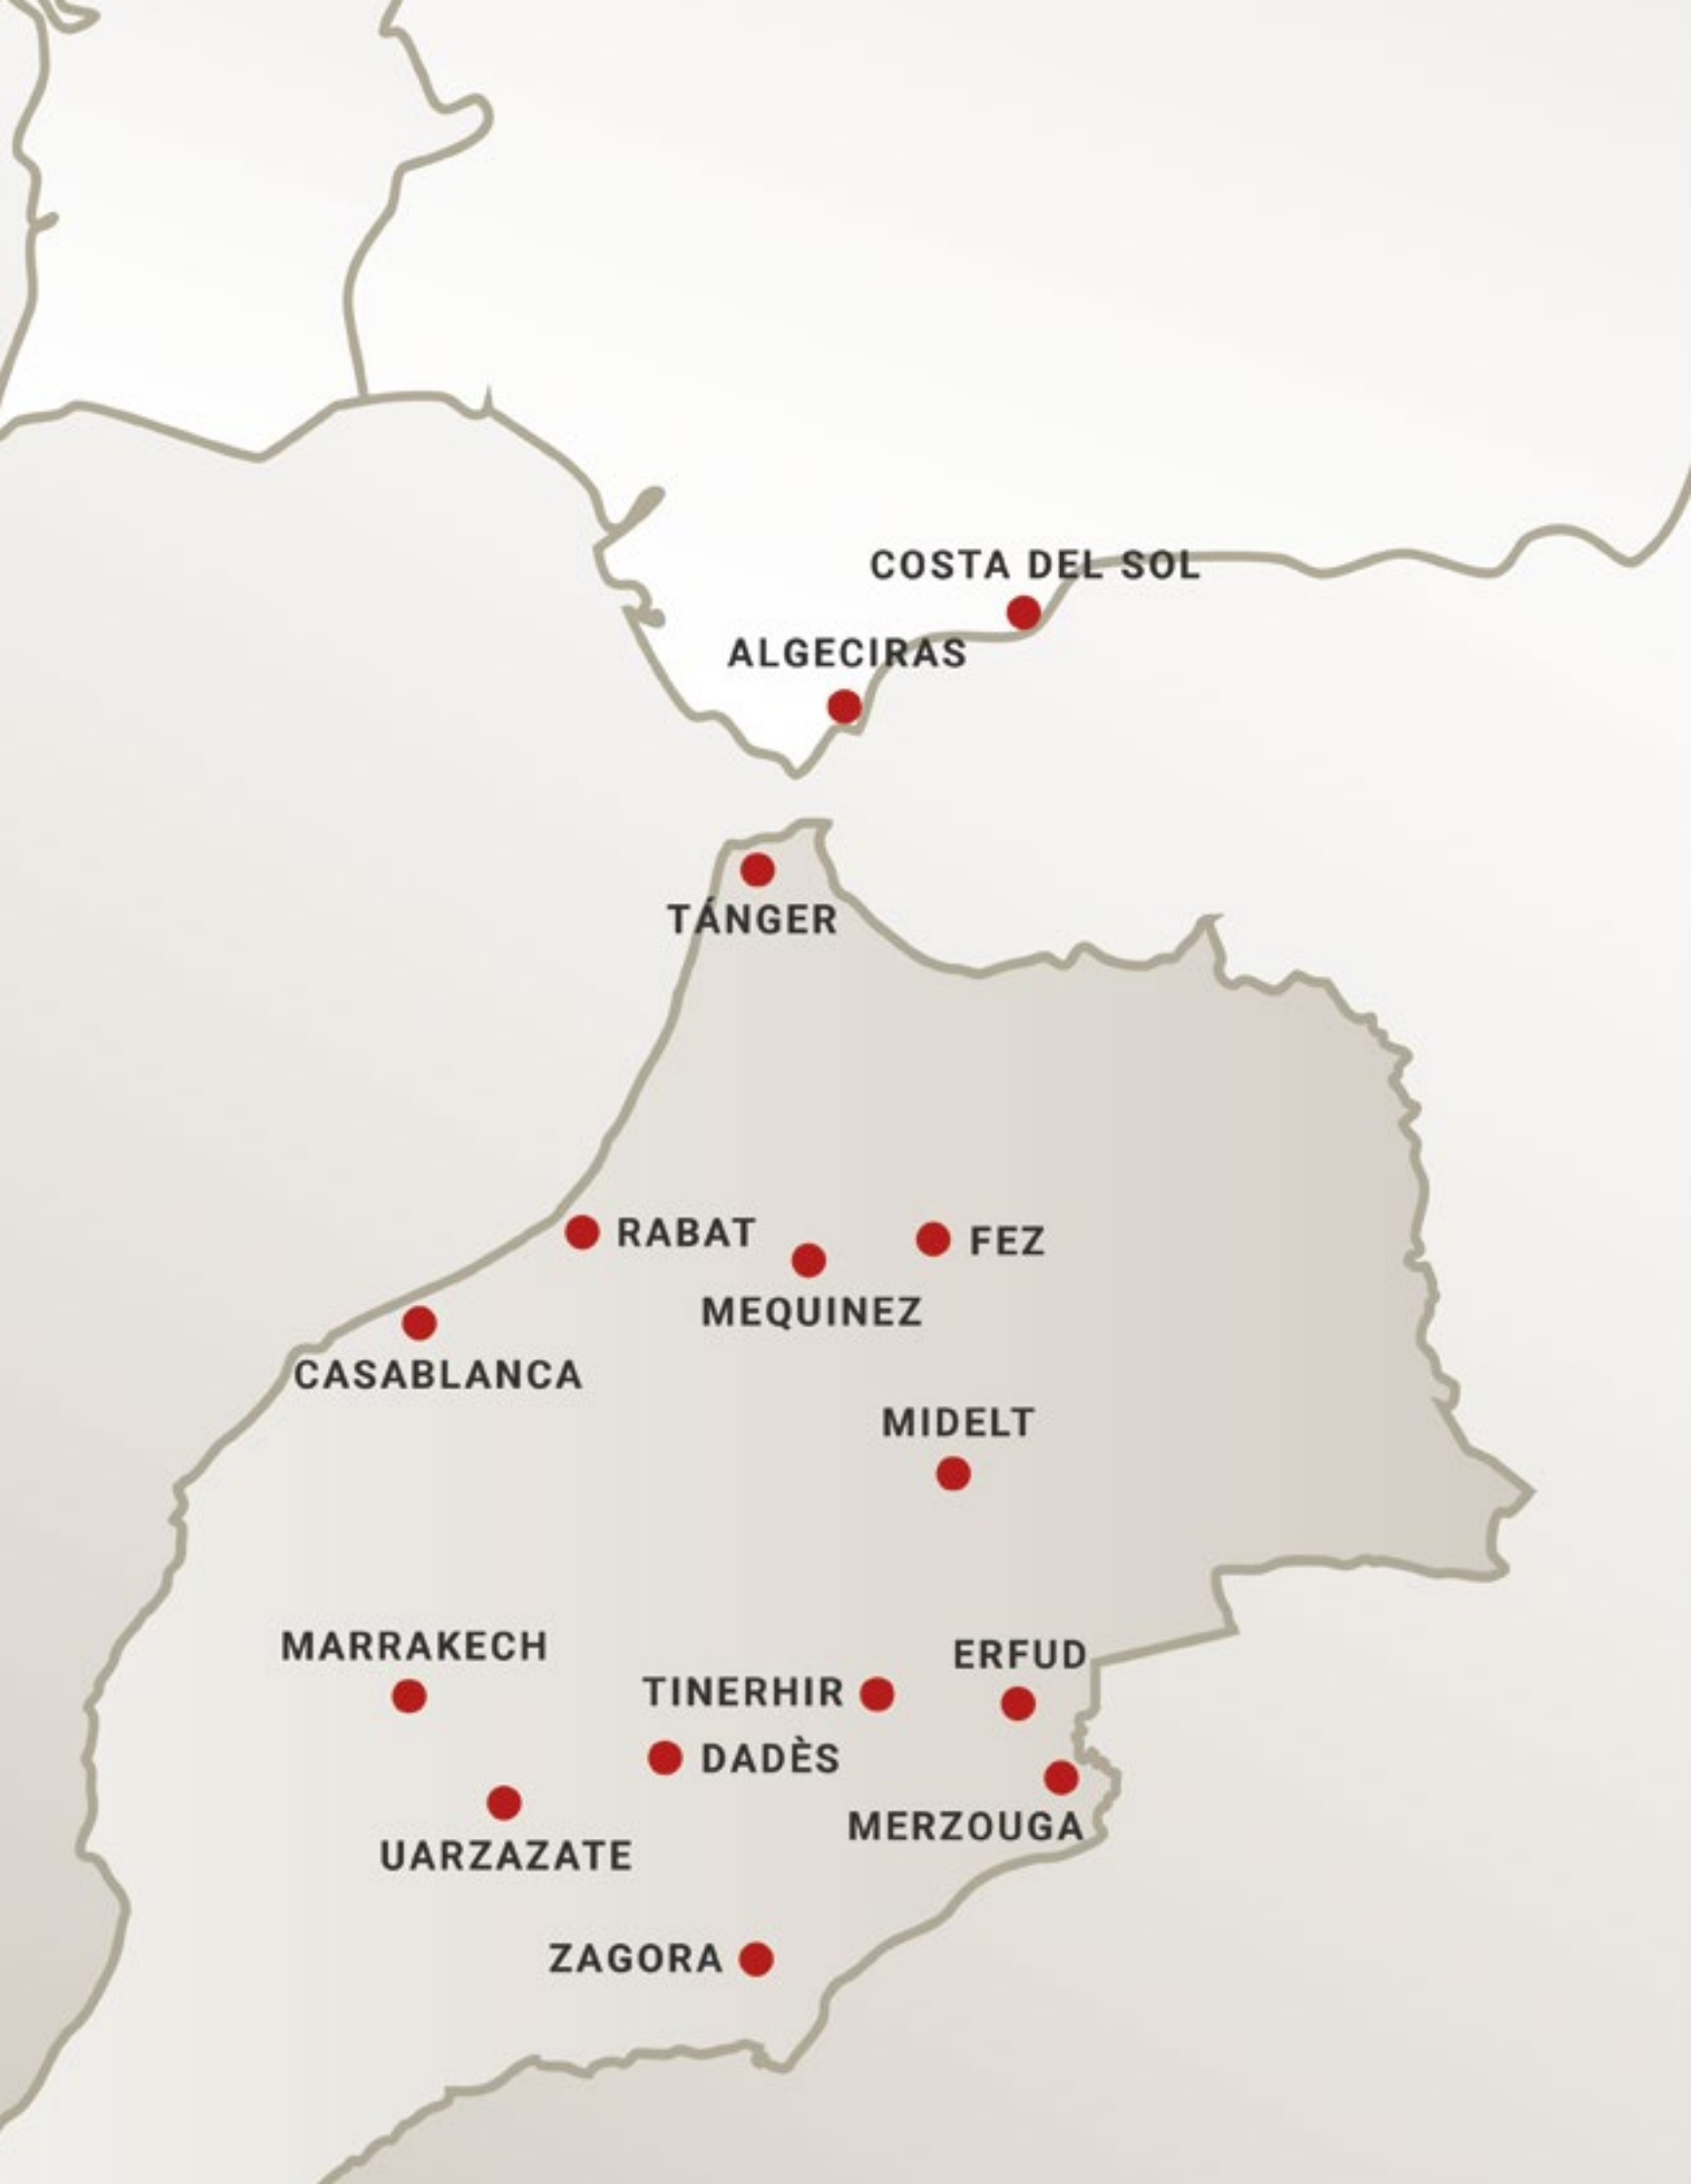 COSTA DEL SOL
ALGECIRAS
TÁNGER
RABAT
FEZ
MEQUINEZ
CASABLANCA
MIDELT
MARRAKECH
ERFUD
TINERHIR
DADÈS
MERZOUGA
UARZAZATE
ZAGORA